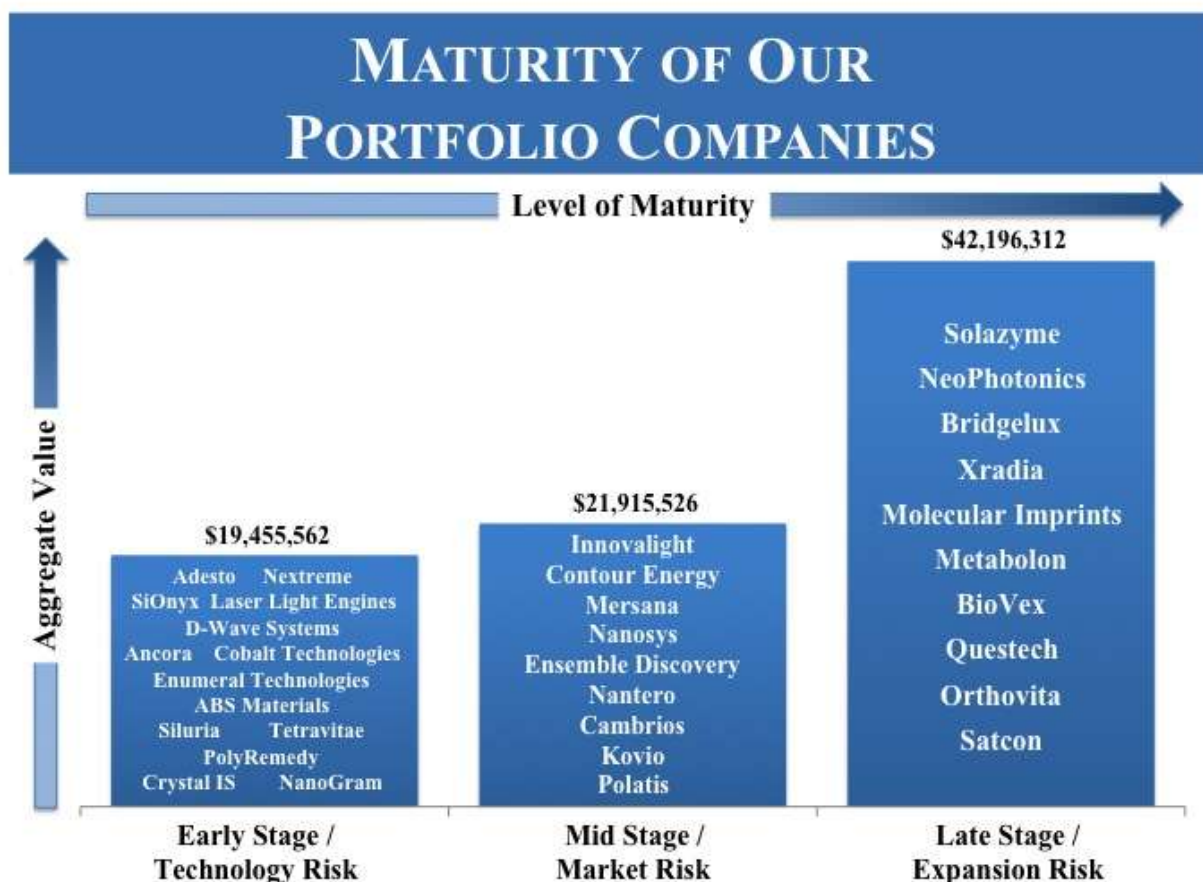 MATURITY OF OUR
PORTFOLIO COMPANIES
Level of Maturity
Aggregate Value
$19,455,562
Adesto Nextreme
SiOnyx Laser Light Engines
D-Wave Systems
Ancora Cobalt Technologies
Enumeral Technologies
ABS Materials
Siluria Tetravitae
PolyRemedy
Crystal IS NanoGram
Early Stage /
Technology Risk
$21,915,526
Innovalight
Contour Energy
Mersana
Nanosys
Ensemble Discovery
Nantero
Cambrios
Kovio
Polatis
Mid Stage /
Market Risk
$42,196,312
Solazyme
NeoPhotonics
Bridgelux
Xradia
Molecular Imprints
Metabolon
BioVex
Questech
Orthovita
Satcon
Late Stage /
Expansion Risk